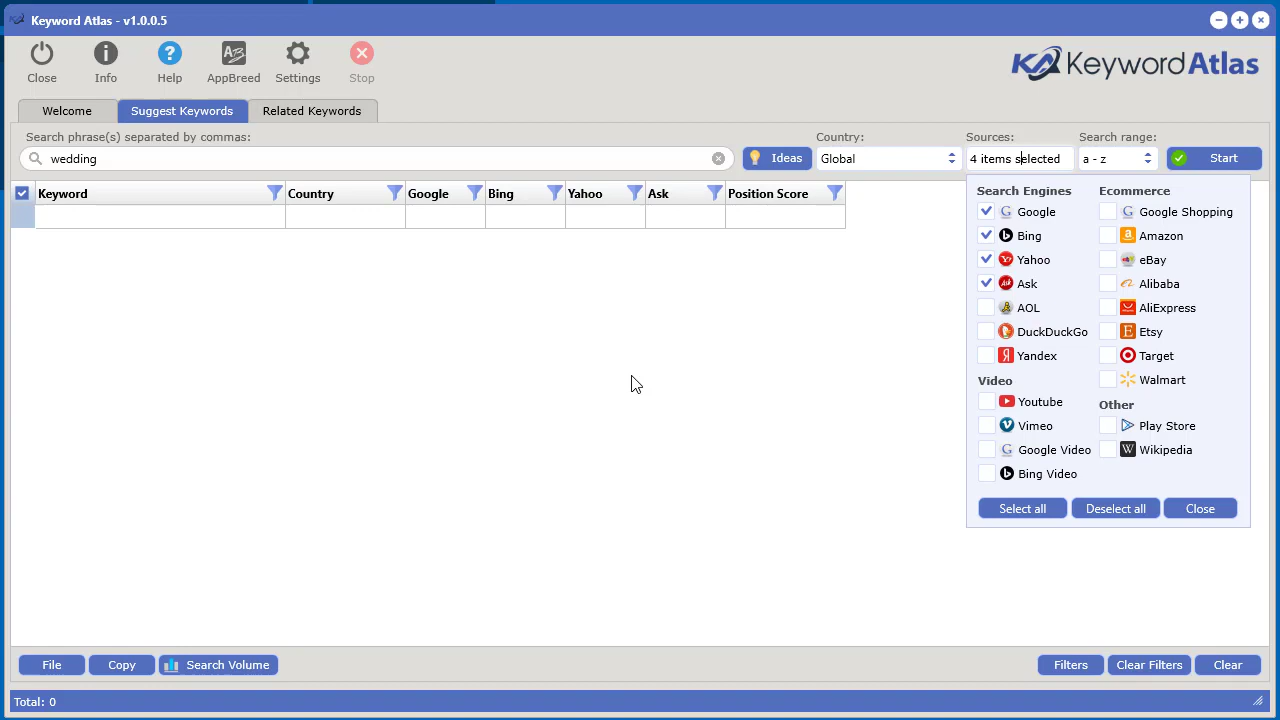 Keyword Atlas - v1.0.0.5
Close
Info
Help
AppBreed
Settings
Stop
KeywordAtlas
Welcome
Suggest Keywords
Related Keywords
Search phrase(s) separated by commas:
Country:
Sources:
Search range:
wedding
Ideas
Global
4 items selected
a - z
Start
Keyword
Country
Google
Bing
Yahoo
Ask
Position Score
Search Engines
Google
Bing
Yahoo
Ask
AOL
DuckDuckGo
Yandex
Video
Youtube
Vimeo
Google Video
Bing Video
Ecommerce
Google Shopping
Amazon
eBay
Alibaba
AliExpress
Etsy
Target
Walmart
Other
Play Store
Wikipedia
Select all
Deselect all
Close
File
Copy
Search Volume
Filters
Clear Filters
Clear
Total: 0